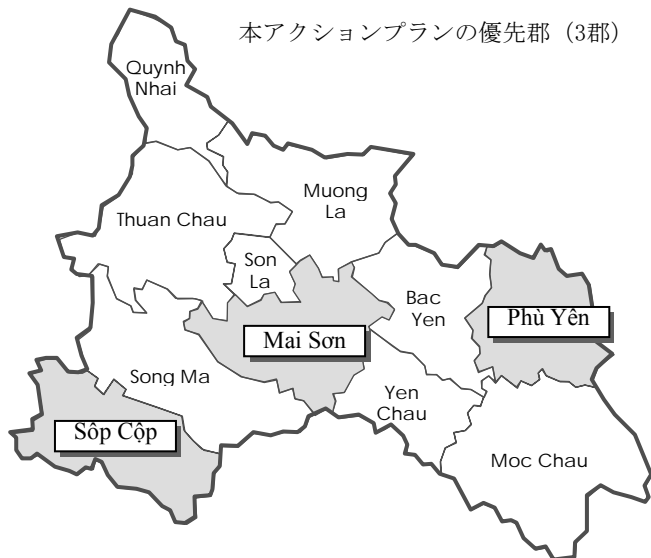 本アクションプランの優先郡（3郡）
Quynh
Nhai
Muong
La
Thuan Chau
Son
La
Bac
Yen
Phù Yên
Mai Sơn
Song Ma
Yen
Chau
Sôp Cộp
Moc Chau